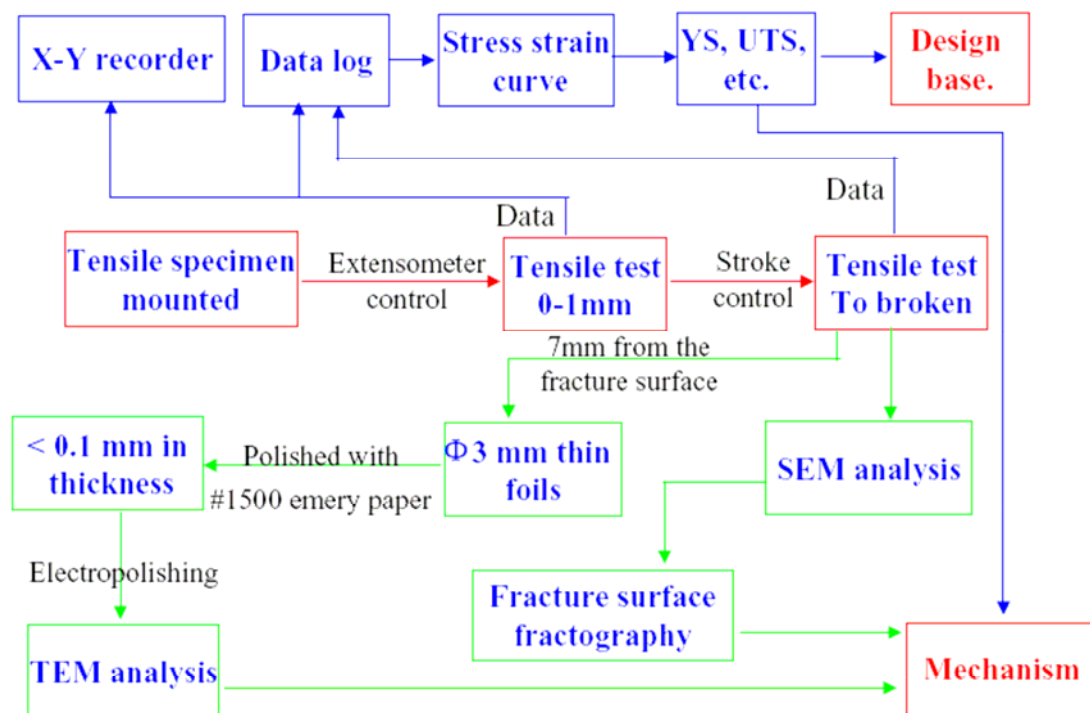 X-Y recorder
Data log
Stress strain
curve
YS, UTS,
etc.
Design
base.
Data
Data
Tensile specimen
mounted
Extensometer
control
Tensile test
0-1mm
Stroke
control
Tensile test
To broken
7mm from the
fracture surface
< 0.1 mm in
thickness
Polished with
#1500 emery paper
Φ3 mm thin
foils
SEM analysis
Electropolishing
Fracture surface
fractography
TEM analysis
Mechanism